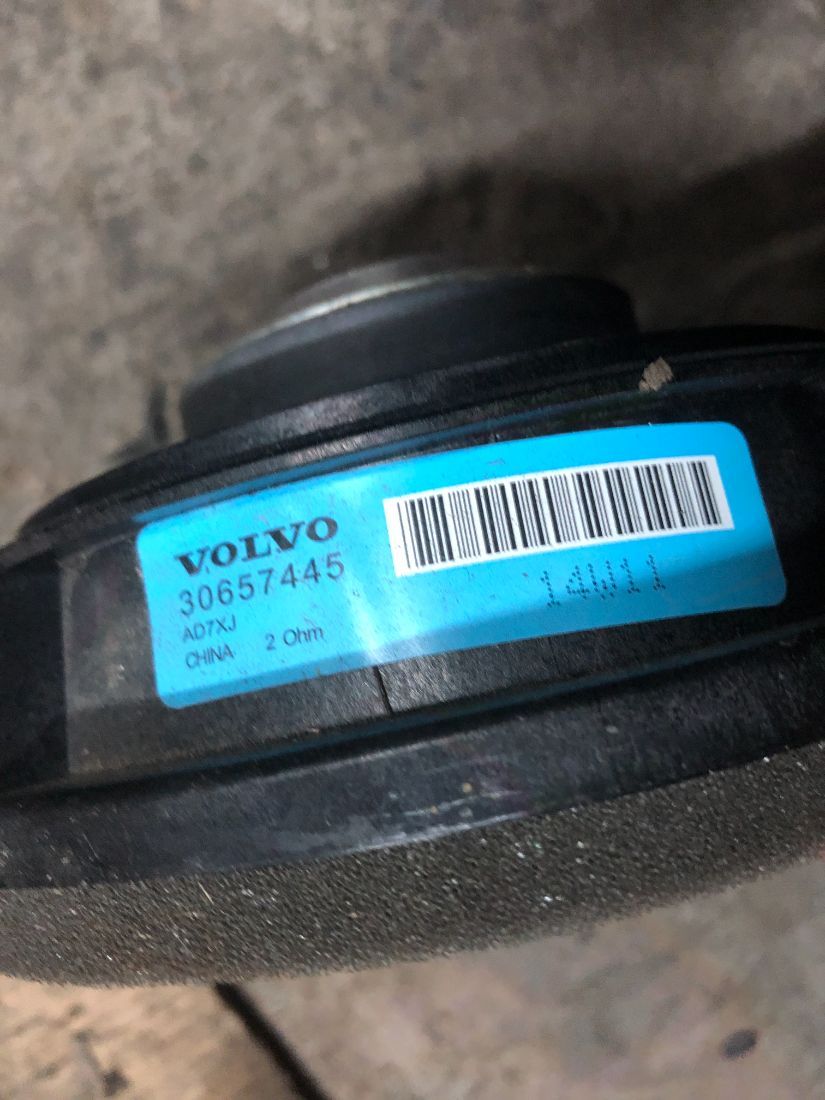 VOLVO
30657445
AD7XJ
CHINA 2 Ohm
14W11